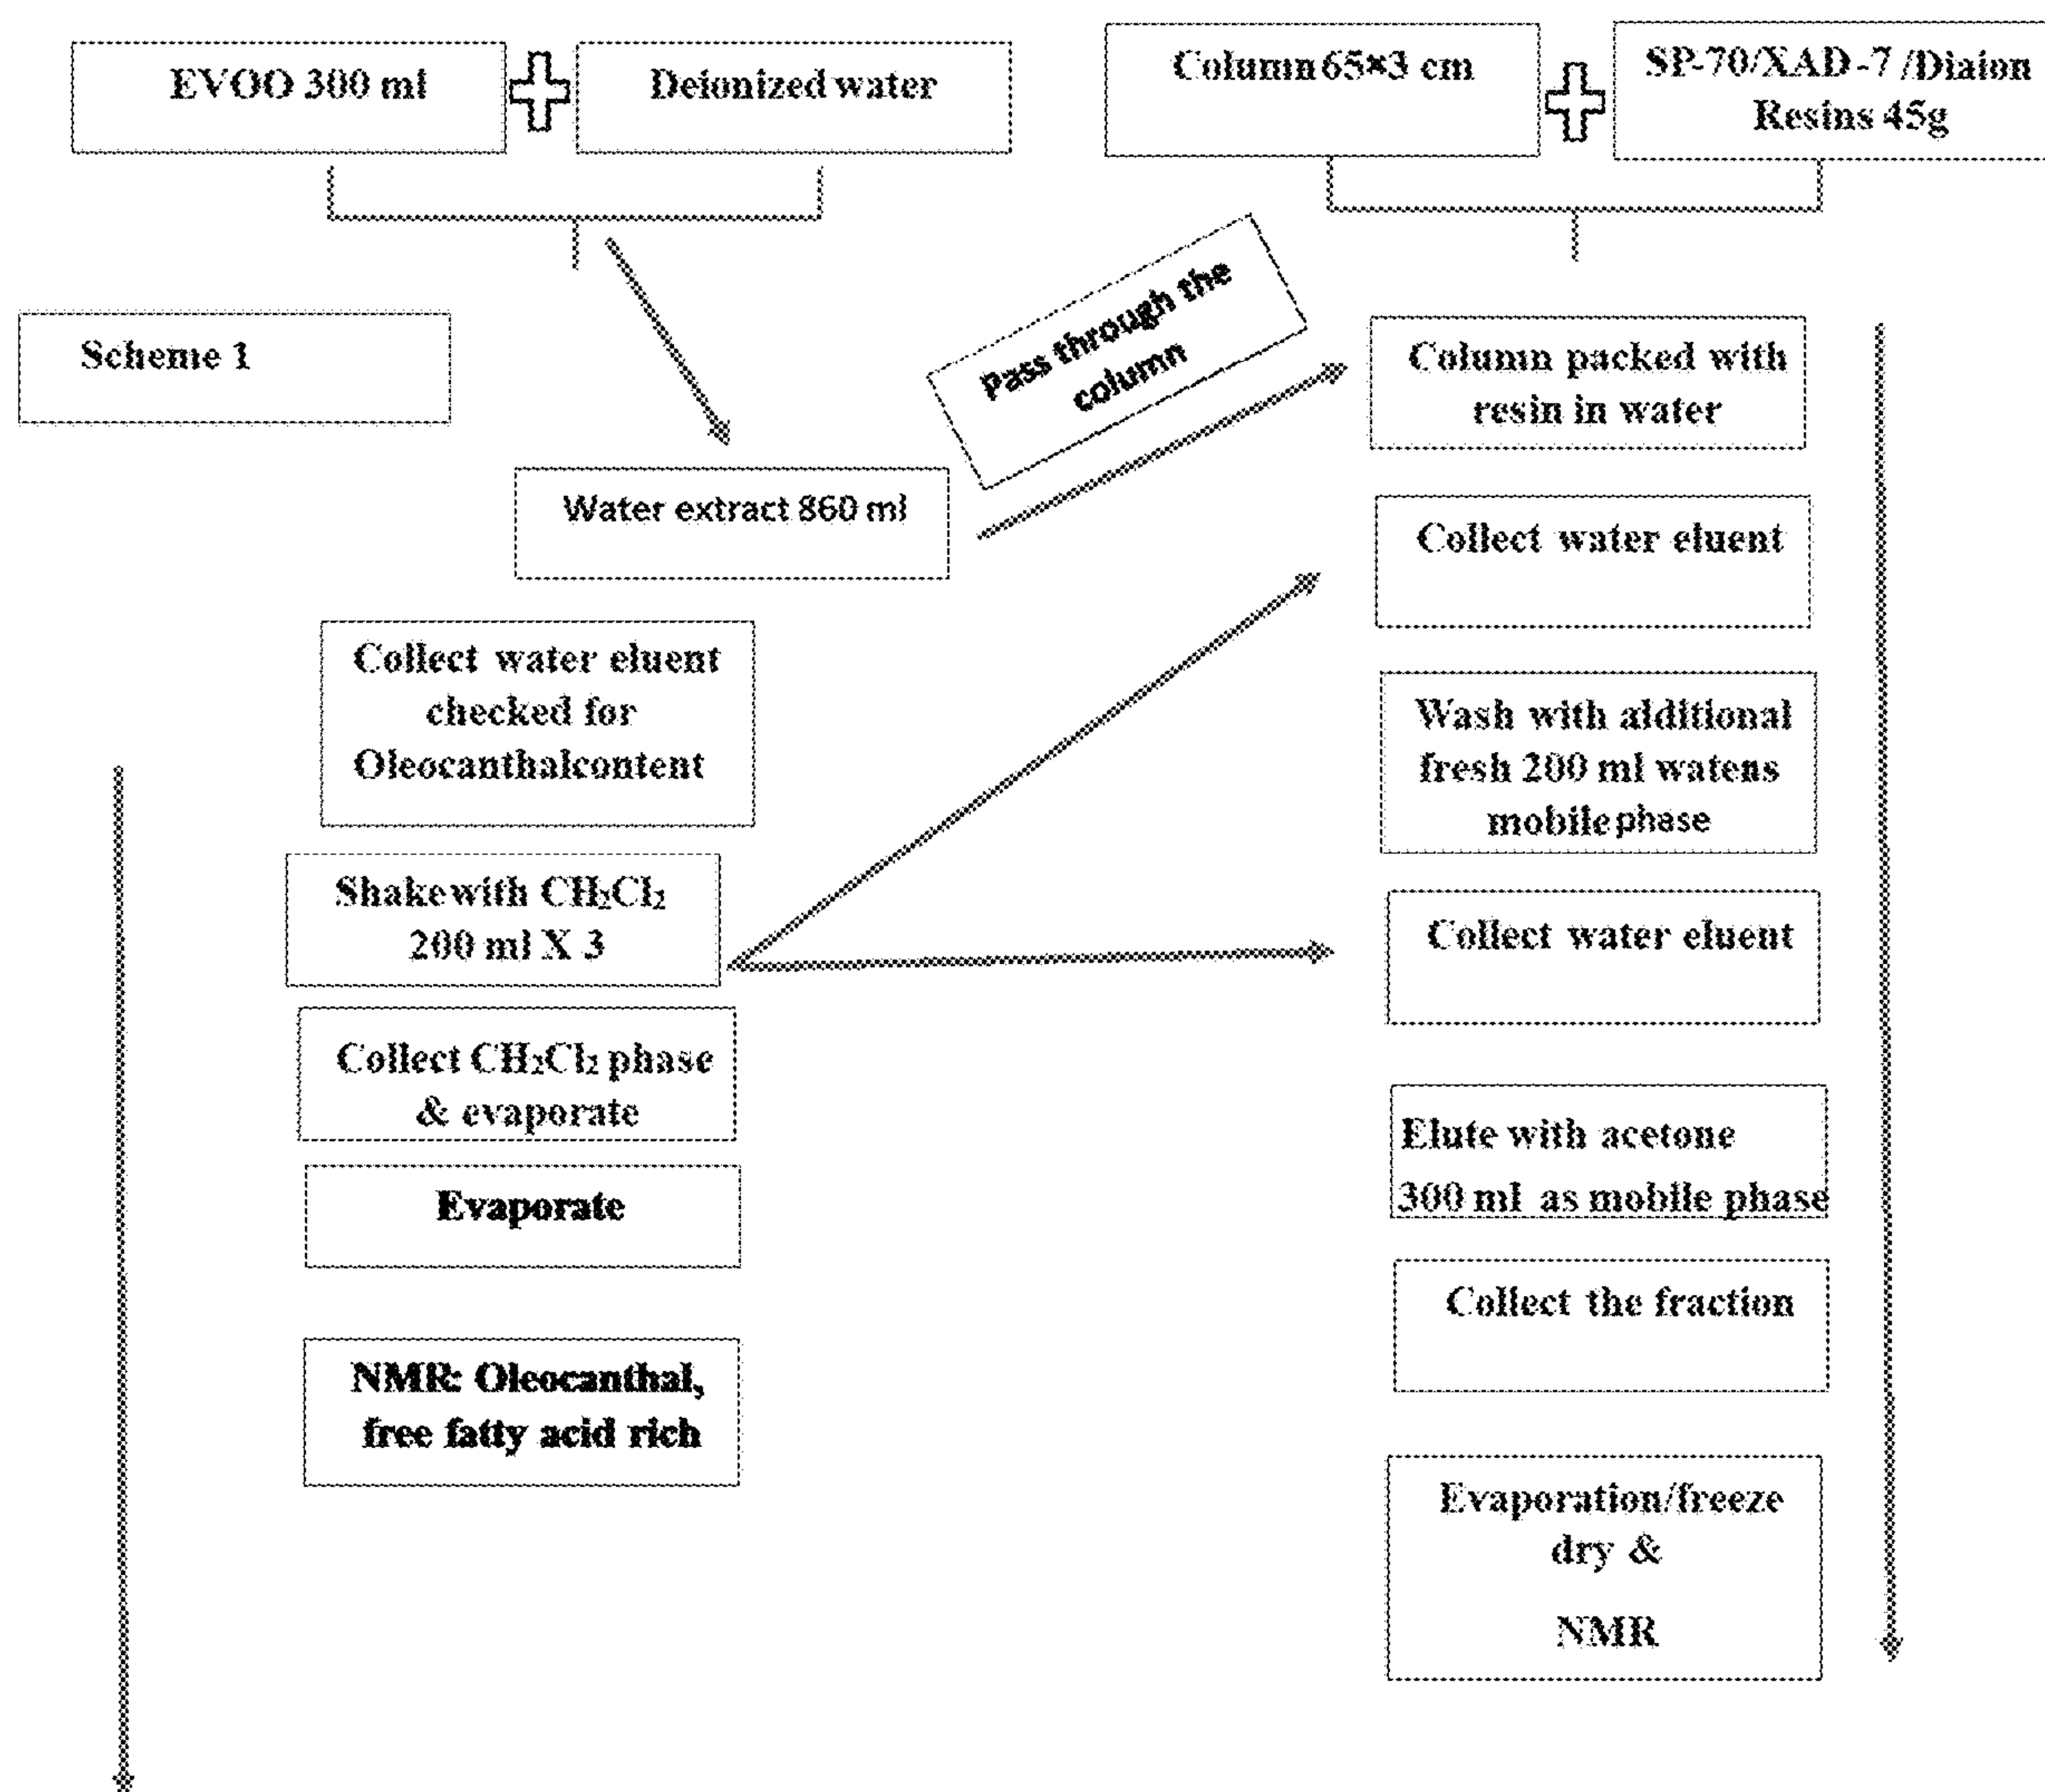 EVOO 300 ml
Deionized water
Column 65×3 cm
SP-70/XAD-7/Diaion
Resins 45g
Scheme 1
Pass through the
column
Water extract 860 ml
Column packed with
resin in water
Collect water eluent
Collect water eluent
checked for
Oleocanthalcontent
Wash with alditional
fresh 200 ml watens
mobile phase
Shake with CH₂Cl₂
200 ml X 3
Collect water eluent
Collect CH₂Cl₂ phase
& evaporate
Elute with acetone
300 ml as mobile phase
Evaporate
Collect the fraction
NMR: Oleocanthal,
free fatty acid rich
Evaporation/freeze
dry &
NMR